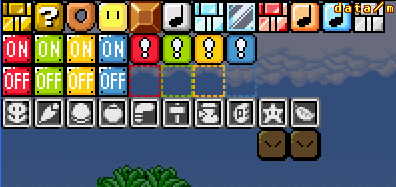 data/m
? 
ON ON ON ON ! ! ! !
OFF OFF OFF OFF